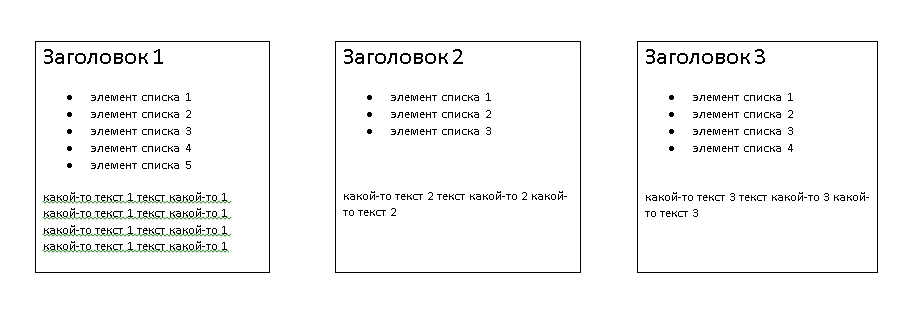 Заголовок 1
• элемент списка 1
• элемент списка 2
• элемент списка 3
• элемент списка 4
• элемент списка 5
какой-то текст 1 текст какой-то 1
какой-то текст 1 текст какой-то 1
какой-то текст 1 текст какой-то 1
какой-то текст 1 текст какой-то 1
Заголовок 2
• элемент списка 1
• элемент списка 2
• элемент списка 3
какой-то текст 2 текст какой-то 2 какой-
то текст 2
Заголовок 3
• элемент списка 1
• элемент списка 2
• элемент списка 3
• элемент списка 4
какой-то текст 3 текст какой-то 3 какой-
то текст 3